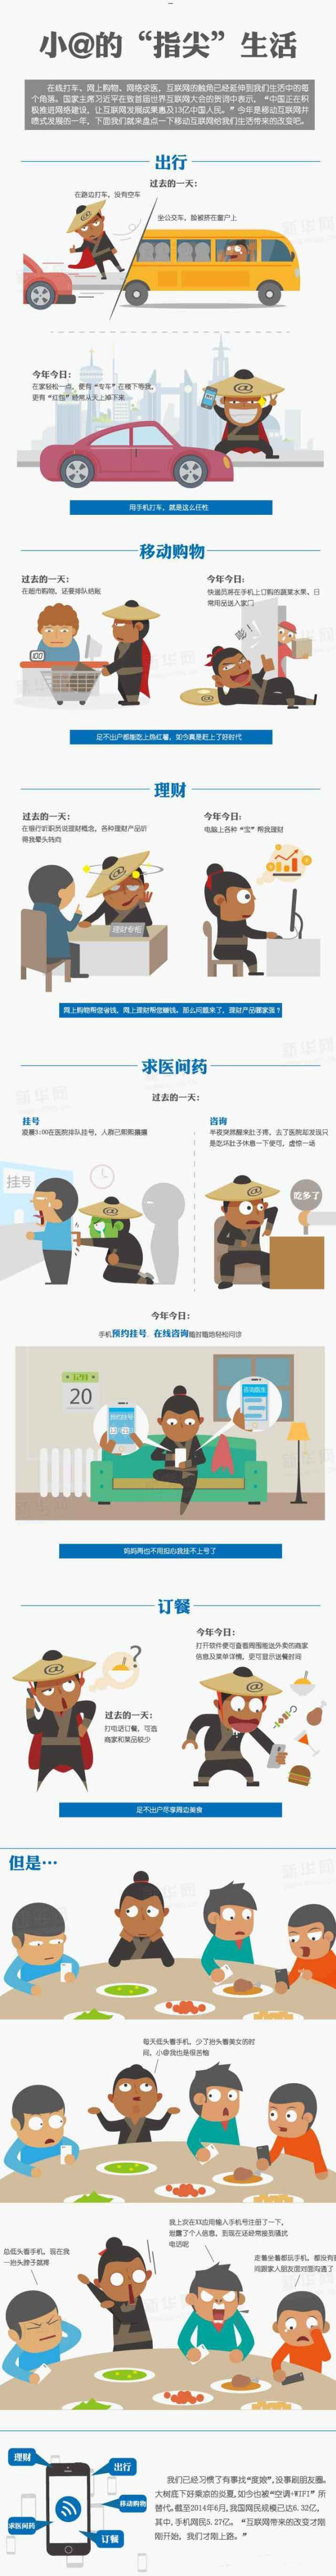 小@的“指尖”生活
在线打车、网上购物、网络求医，互联网的触角已经延伸到我们生活中的每
个角落。国家主席习近平在致首届世界互联网大会的贺词中表示，“中国正在积
极推进网络建设，让互联网发展成果惠及13亿中国人民。”今年是移动互联网井
喷式发展的一年，下面我们就来盘点一下移动互联网给我们生活带来的改变吧。
出行
过去的一天：
在路边打车，没有空车
坐公交车，脸被挤在窗户上
今年今日：
在家轻松一点，便有“专车”在楼下等我，
更有“红包”经常从天上掉下来
用手机打车，就是这么任性
移动购物
过去的一天：
在超市购物，还要排队结账
今年今日：
快递员将在手机上订购的蔬菜水果、日
常用品送入家门
足不出户都能吃上热红薯，如今真是赶上了好时代
理财
过去的一天：
在银行听职员说理财概念，各种理财产品听
得我晕头转向
今年今日：
电脑上各种“宝”帮我理财
理财专柜
网上购物帮您省钱，网上理财帮您赚钱。那么问题来了，理财产品哪家强？
求医问药
过去的一天：
挂号
凌晨3:00在医院排队挂号，人群已熙熙攘攘
咨询
半夜突然醒来肚子疼，去了医院却发现只
是吃坏肚子休息一下便可，虚惊一场
挂号
吃多了
今年今日：
手机预约挂号，在线咨询随时随地轻松问诊
20
预约挂号
咨询医生
妈妈再也不用担心我挂不上号了
订餐
今年今日：
打开软件便可查看周围能送外卖的商家
信息及菜单详情，更可显示送餐时间
过去的一天：
打电话订餐，可选
商家和菜品较少
足不出户尽享周边美食
但是…
每天低头看手机，少了抬头看美女的时
间，小@我也是很苦恼
我上次在XX应用输入手机号注册了一下，
泄露了个人信息，到现在还经常接到骚扰
电话呢
总低头看手机，现在我
一抬头脖子就疼
走着坐着都玩手机，都没有时
间跟家人朋友面对面沟通了
理财
出行
移动购物
求医问药
订餐
我们已经习惯了有事找“度娘”，没事刷朋友圈。
大树底下好乘凉的炎夏，如今也被“空调+WIFI”所
替代。截至2014年6月，我国网民规模已达6.32亿，
其中，手机网民5.27亿。“互联网带来的改变才刚
刚开始，我们才刚上路。”